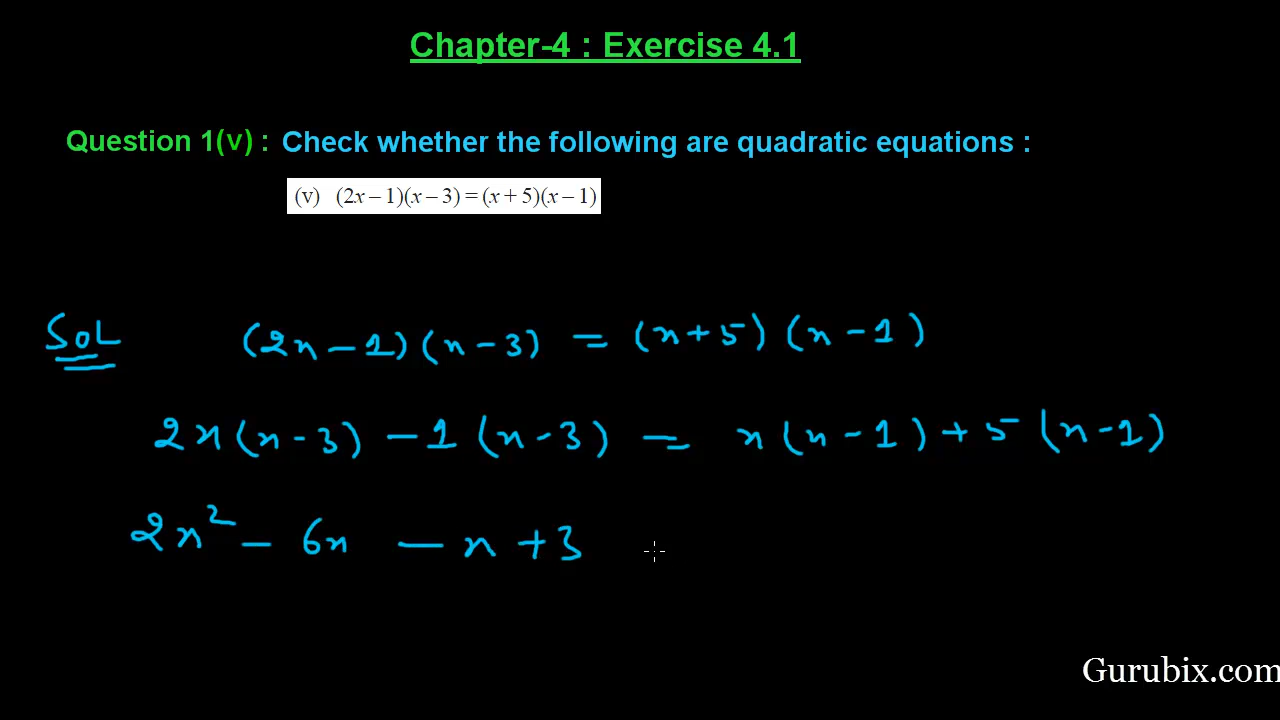 Chapter-4 : Exercise 4.1
Question 1(v) : Check whether the following are quadratic equations :
(v) (2x – 1)(x – 3) = (x + 5)(x – 1)
SOL (2x - 1) (x - 3) = (x + 5) (x - 1)
2x (x - 3) - 1 (x - 3) = x (x - 1) + 5 (x - 1)
2x² - 6x - x + 3
Gurubix.com